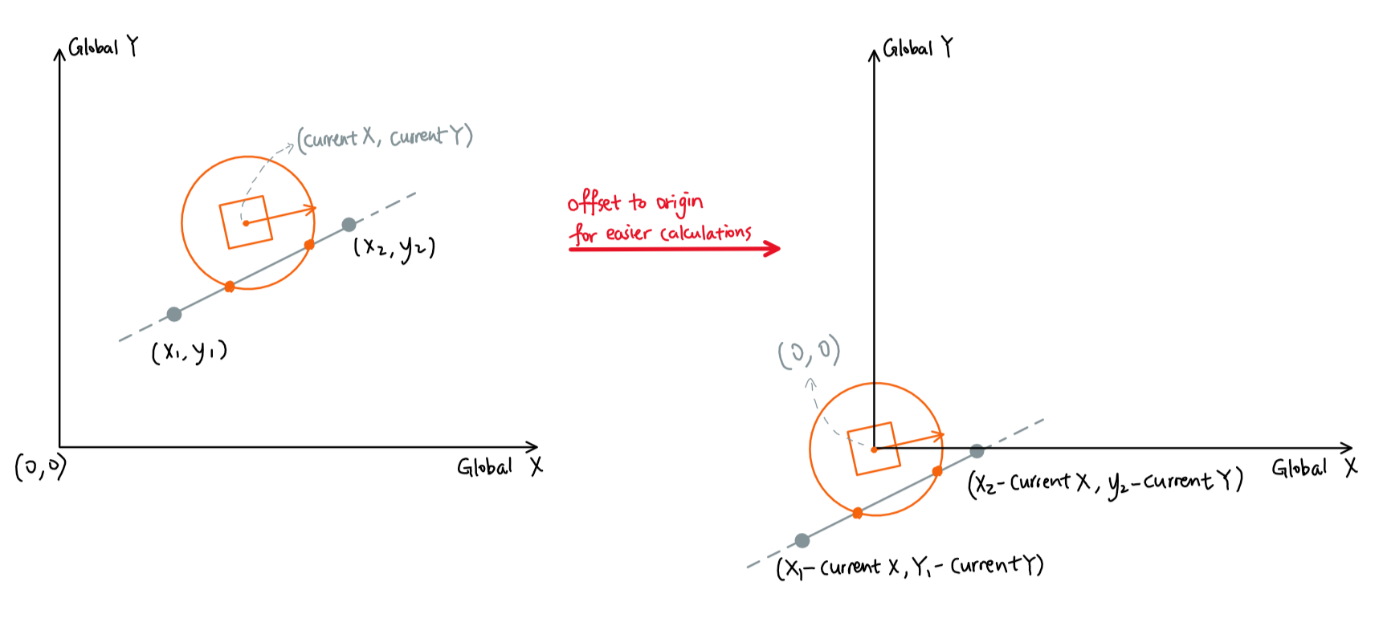 Global Y
(current X, current Y)
(x₂, y₂)
(x₁, y₁)
(0,0)
Global X
offset to origin
for easier calculations
Global Y
(0,0)
(x₂-current X, y₂-current Y)
Global X
(x₁-current X, Y₁-current Y)